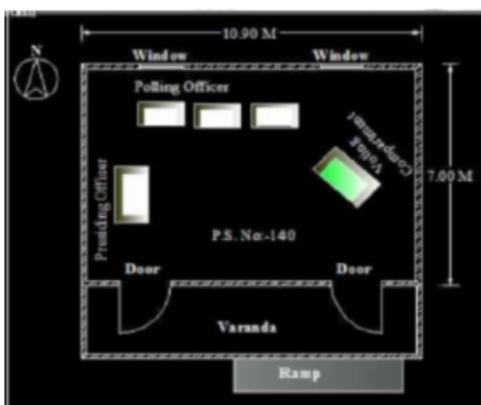 10.90 M
N
Window Window
Polling Officer
Voting
Compartment
7.00 M
Presiding Officer
P.S. No:-140
Door Door
Varanda
Ramp